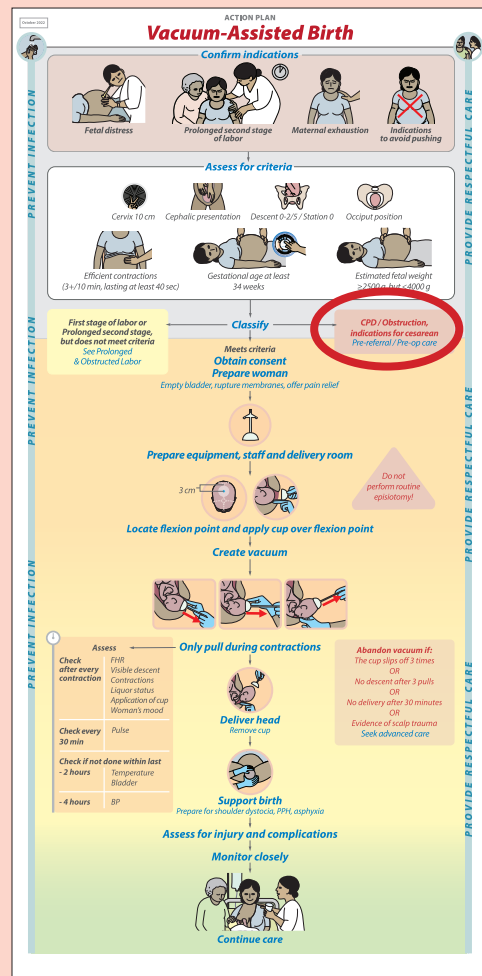 October 2022
ACTION PLAN
Vacuum-Assisted Birth
Confirm indications
Fetal distress
Prolonged second stage
of labor
Maternal exhaustion
Indications
to avoid pushing
PREVENT INFECTION
PROVIDE RESPECTFUL CARE
Assess for criteria
Cervix 10 cm
Cephalic presentation
Descent 0-2/5 / Station 0
Occiput position
Efficient contractions
(3+/10 min, lasting at least 40 sec)
Gestational age at least
34 weeks
Estimated fetal weight
≥2500 g but <4000 g
First stage of labor or
Prolonged second stage,
but does not meet criteria
See Prolonged
& Obstructed Labor
Classify
CPD / Obstruction,
indications for cesarean
Pre-referral / Pre-op care
Meets criteria
Obtain consent
Prepare woman
Empty bladder, rupture membranes, offer pain relief
PREVENT INFECTION
PROVIDE RESPECTFUL CARE
Prepare equipment, staff and delivery room
3 cm
Do not
perform routine
episiotomy!
Locate flexion point and apply cup over flexion point
Create vacuum
PREVENT INFECTION
PROVIDE RESPECTFUL CARE
Only pull during contractions
Assess
Check
after every
contraction
FHR
Visible descent
Contractions
Liquor status
Application of cup
Woman's mood
Check every
30 min
Pulse
Check if not done within last
- 2 hours
Temperature
Bladder
- 4 hours
BP
Abandon vacuum if:
The cup slips off 3 times
OR
No descent after 3 pulls
OR
No delivery after 30 minutes
OR
Evidence of scalp trauma
Seek advanced care
Deliver head
Remove cup
Support birth
Prepare for shoulder dystocia, PPH, asphyxia
Assess for injury and complications
Monitor closely
Continue care